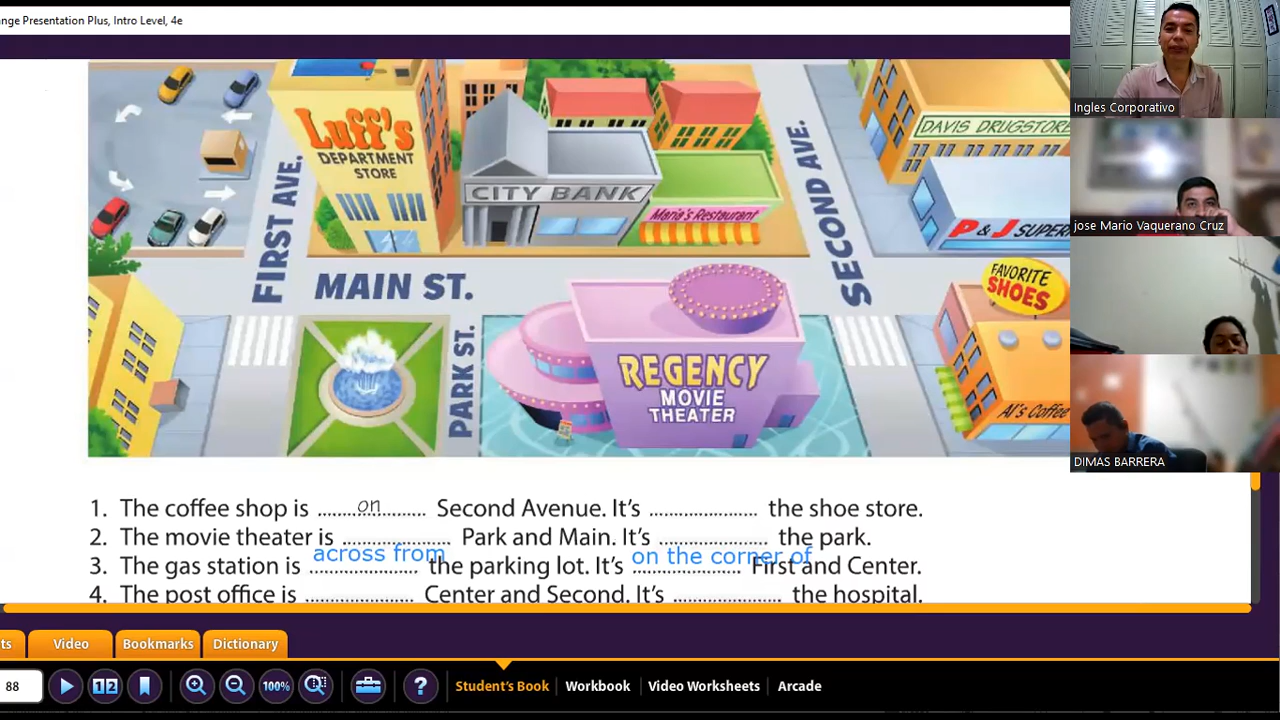 nge Presentation Plus, Intro Level, 4e
Luff's
DEPARTMENT
STORE
CITY BANK
Maria's Restaurant
DAVIS DRUGSTORE
P & J SUPER
FIRST AVE.
SECOND AVE.
MAIN ST.
PARK ST.
REGENCY
MOVIE
THEATER
FAVORITE
SHOES
Al's Coffee
Ingles Corporativo
jose Mario Vaquerano Cruz
DIMAS BARRERA
1. The coffee shop is on Second Avenue. It's .................... the shoe store.
2. The movie theater is .................... Park and Main. It's .................... the park.
across from on the corner of
3. The gas station is .................... the parking lot. It's .................... First and Center.
4. The post office is .................... Center and Second. It's .................... the hospital.
ts Video Bookmarks Dictionary
88 12 100% ? Student's Book Workbook Video Worksheets Arcade